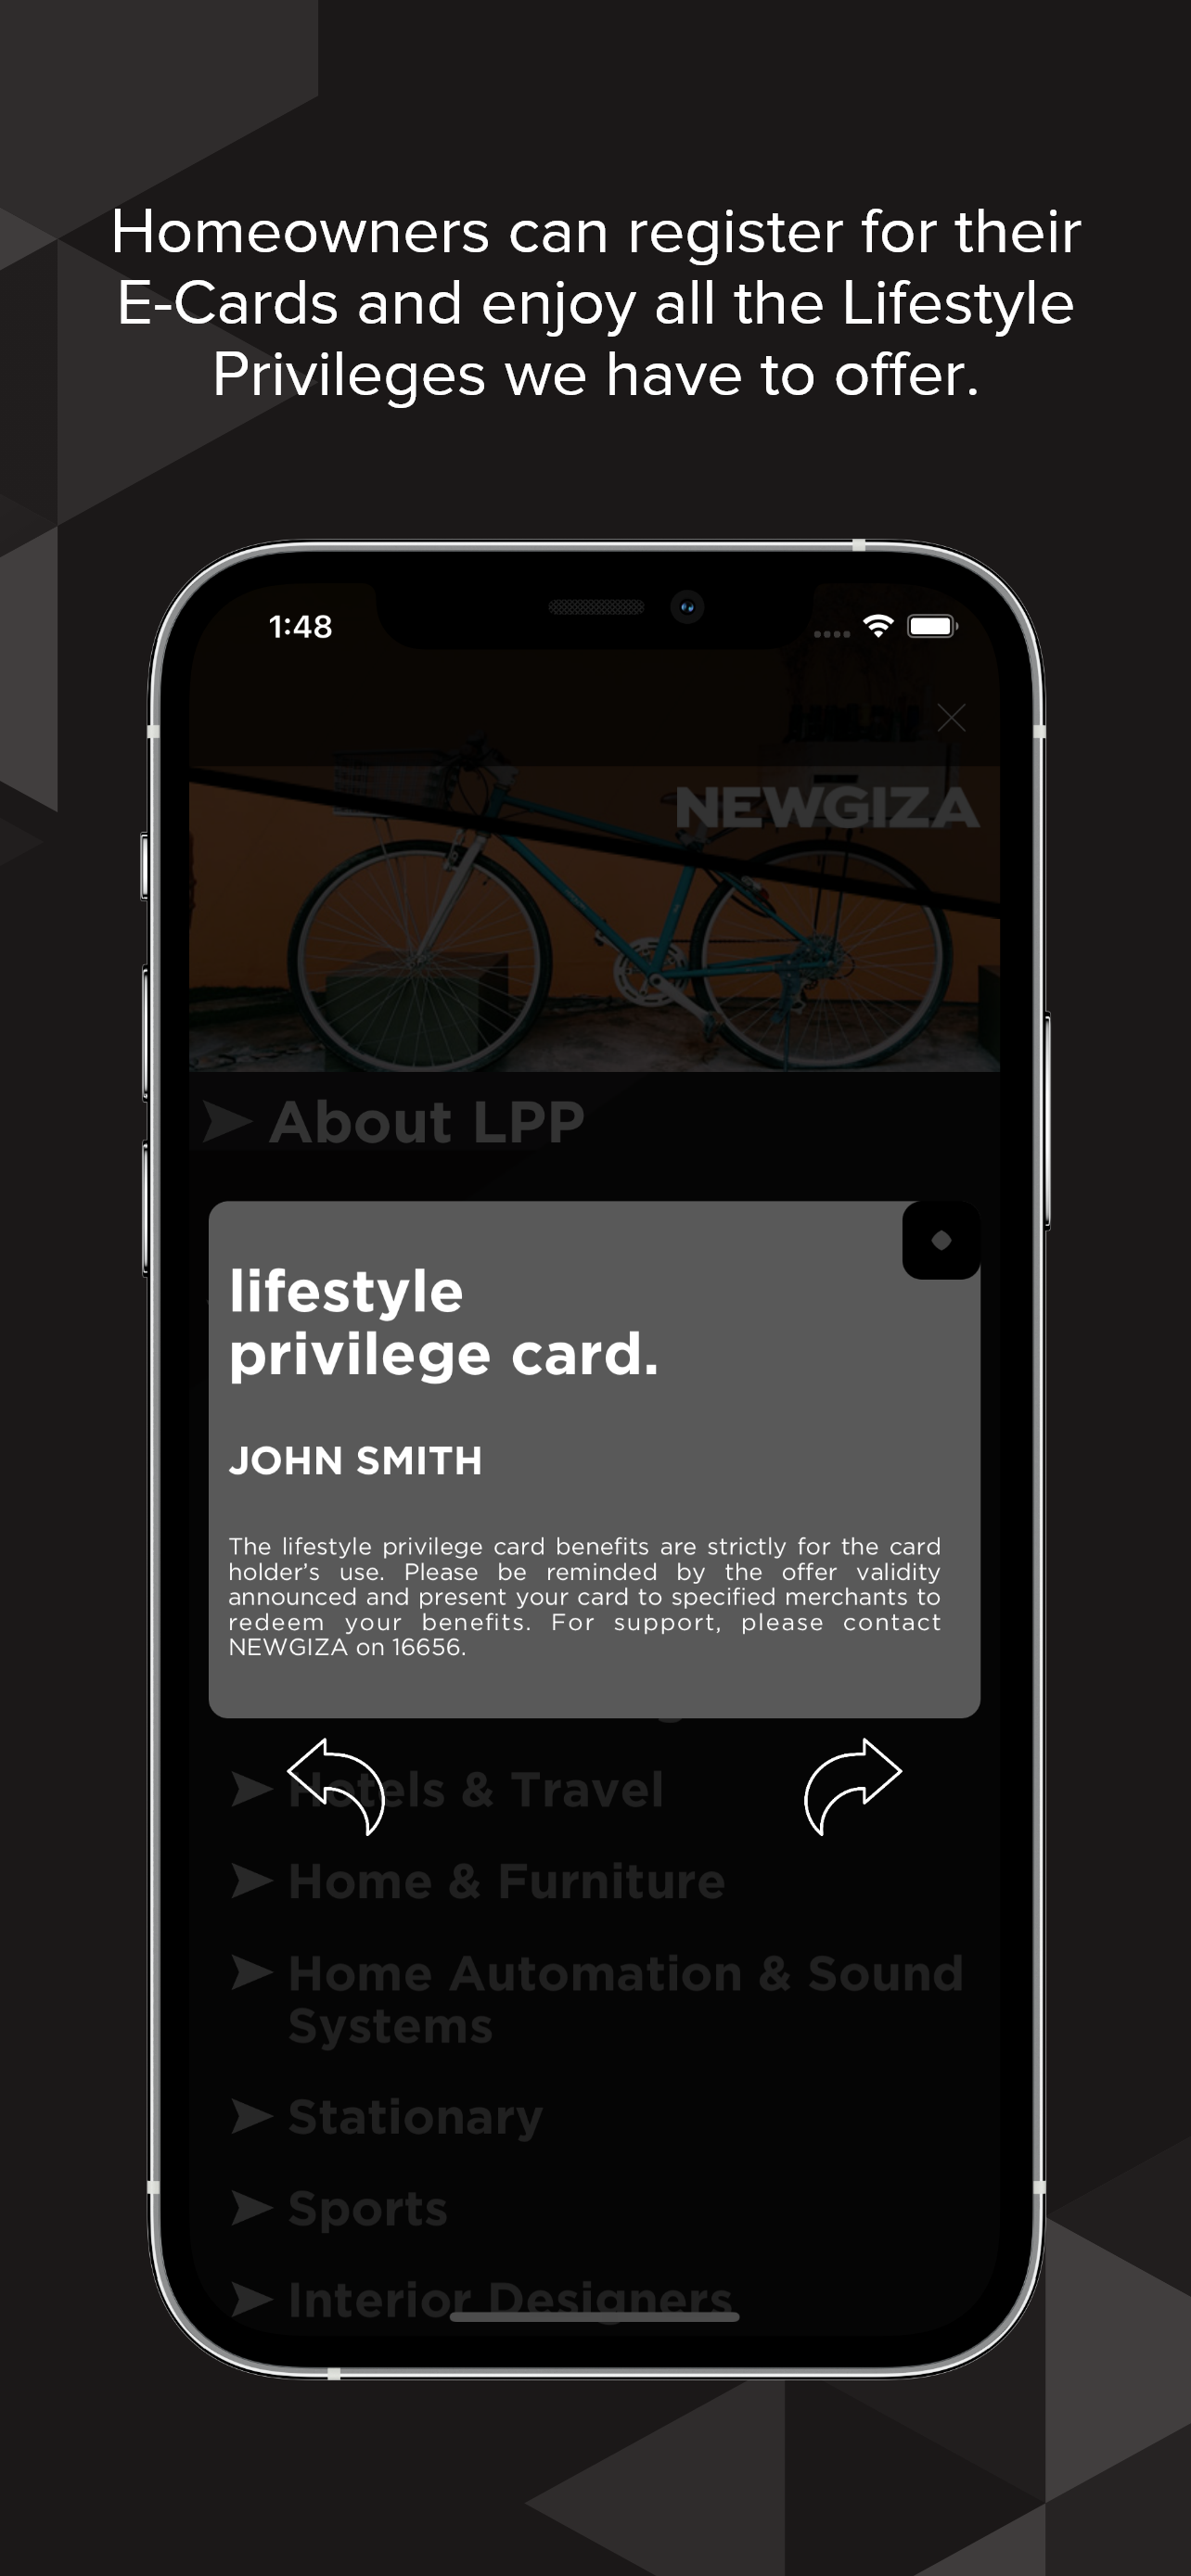 Homeowners can register for their
E-Cards and enjoy all the Lifestyle
Privileges we have to offer.
1:48
NEWGIZA
About LPP
lifestyle
privilege card.
JOHN SMITH
The lifestyle privilege card benefits are strictly for the card
holder's use. Please be reminded by the offer validity
announced and present your card to specified merchants to
redeem your benefits. For support, please contact
NEWGIZA on 16656.
Hotels & Travel
Home & Furniture
Home Automation & Sound
Systems
Stationary
Sports
Interior Designers